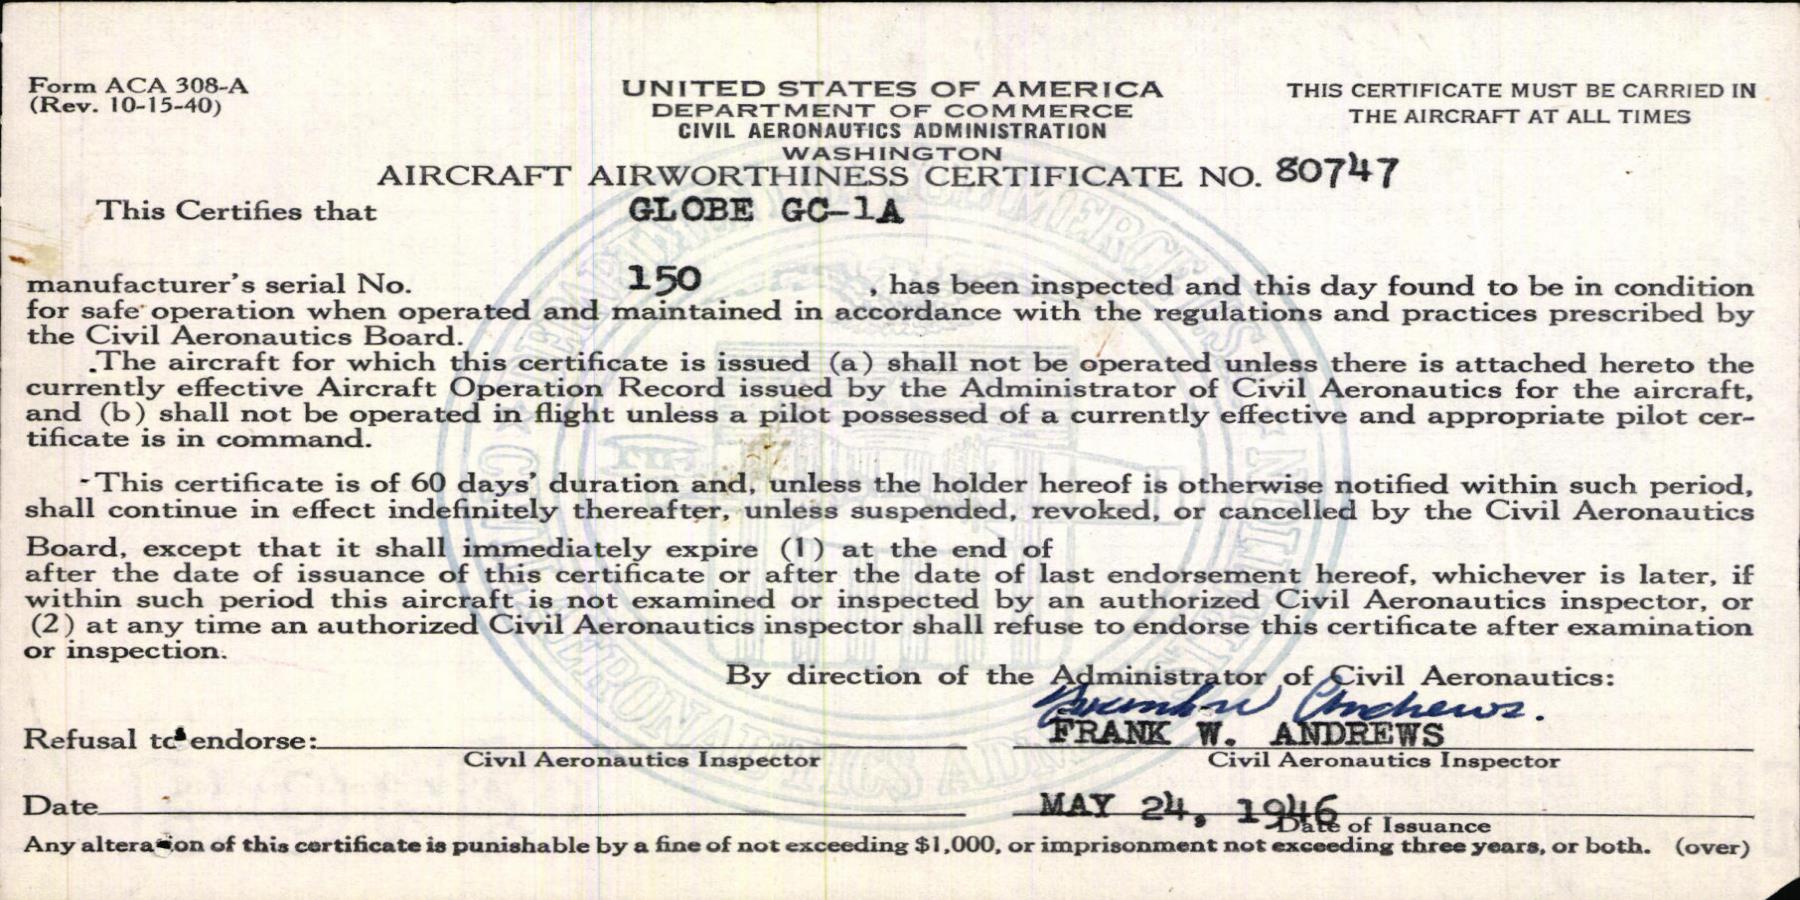 Form ACA 308-A
(Rev. 10-15-40)
UNITED STATES OF AMERICA
DEPARTMENT OF COMMERCE
CIVIL AERONAUTICS ADMINISTRATION
WASHINGTON
THIS CERTIFICATE MUST BE CARRIED IN
THE AIRCRAFT AT ALL TIMES
AIRCRAFT AIRWORTHINESS CERTIFICATE NO. 80747
This Certifies that GLOBE GC-1A
manufacturer's serial No. 150 , has been inspected and this day found to be in condition
for safe operation when operated and maintained in accordance with the regulations and practices prescribed by
the Civil Aeronautics Board.
The aircraft for which this certificate is issued (a) shall not be operated unless there is attached hereto the
currently effective Aircraft Operation Record issued by the Administrator of Civil Aeronautics for the aircraft,
and (b) shall not be operated in flight unless a pilot possessed of a currently effective and appropriate pilot cer-
tificate is in command.
This certificate is of 60 days' duration and, unless the holder hereof is otherwise notified within such period,
shall continue in effect indefinitely thereafter, unless suspended, revoked, or cancelled by the Civil Aeronautics
Board, except that it shall immediately expire (1) at the end of
after the date of issuance of this certificate or after the date of last endorsement hereof, whichever is later, if
within such period this aircraft is not examined or inspected by an authorized Civil Aeronautics inspector, or
(2) at any time an authorized Civil Aeronautics inspector shall refuse to endorse this certificate after examination
or inspection.
By direction of the Administrator of Civil Aeronautics:
Andrews.
Refusal to endorse: FRANK W. ANDREWS
Civil Aeronautics Inspector Civil Aeronautics Inspector
Date MAY 24, 1946
Date of Issuance
Any alteration of this certificate is punishable by a fine of not exceeding $1,000, or imprisonment not exceeding three years, or both. (over)